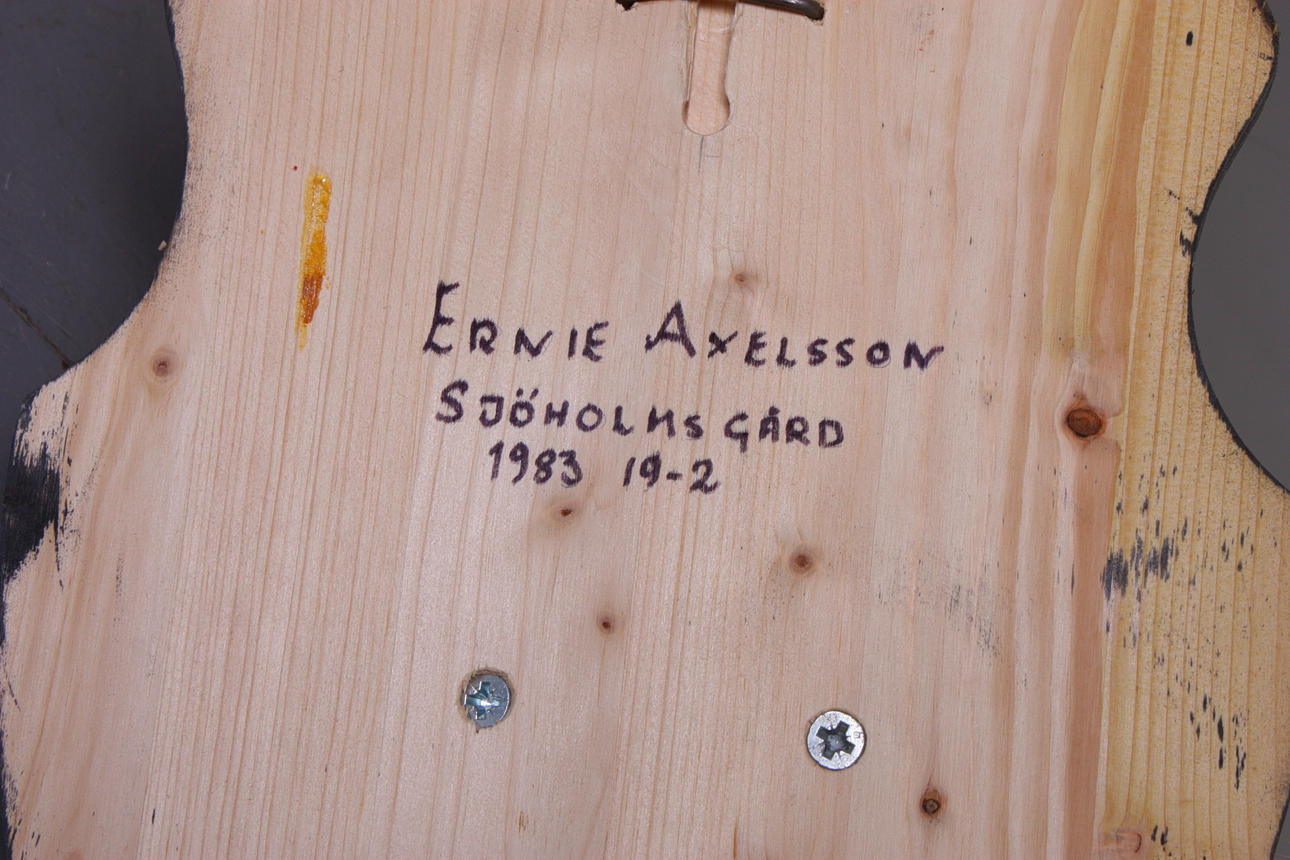 ERNIE AXELSSON
SJÖHOLMSGÅRD
1983 19-2